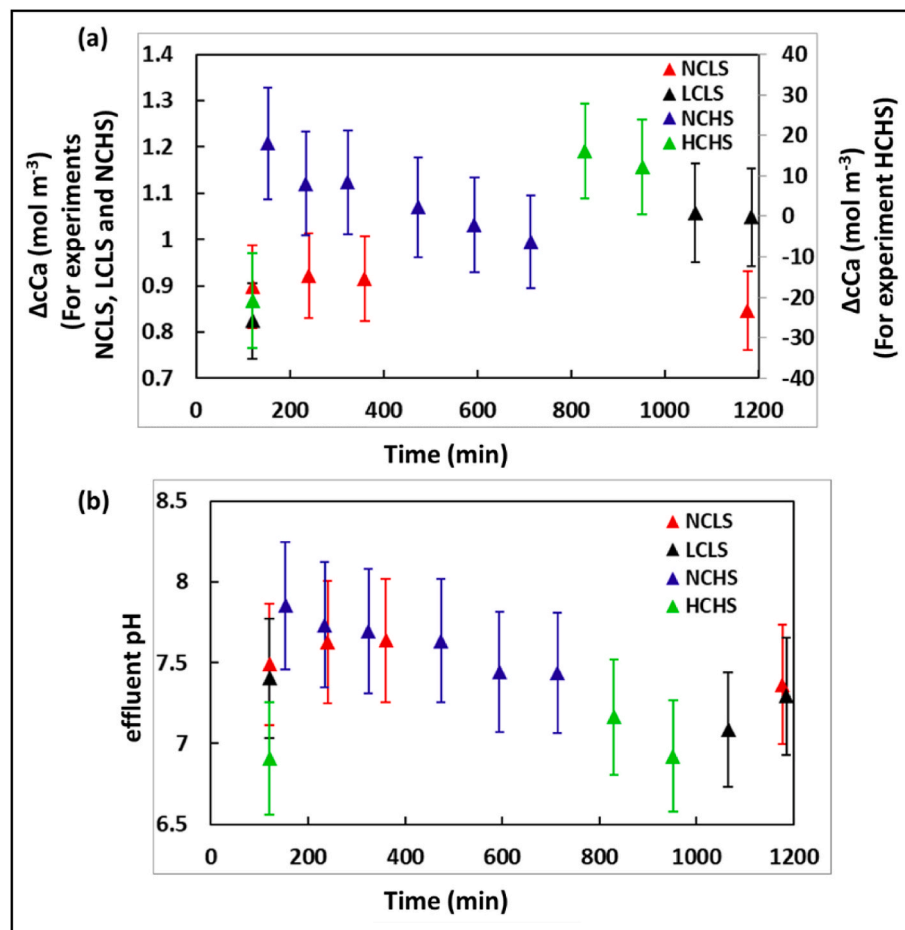 (a)
1.4
1.3
1.2
1.1
1
0.9
0.8
0.7
40
30
20
10
0
-10
-20
-30
-40
NCLS
LCLS
NCHS
HCHS
ΔcCa (mol m⁻³)
(For experiments
NCLS, LCLS and NCHS)
ΔcCa (mol m⁻³)
(For experiment HCHS)
0 200 400 600 800 1000 1200
Time (min)
(b)
8.5
8
7.5
7
6.5
NCLS
LCLS
NCHS
HCHS
effluent pH
0 200 400 600 800 1000 1200
Time (min)